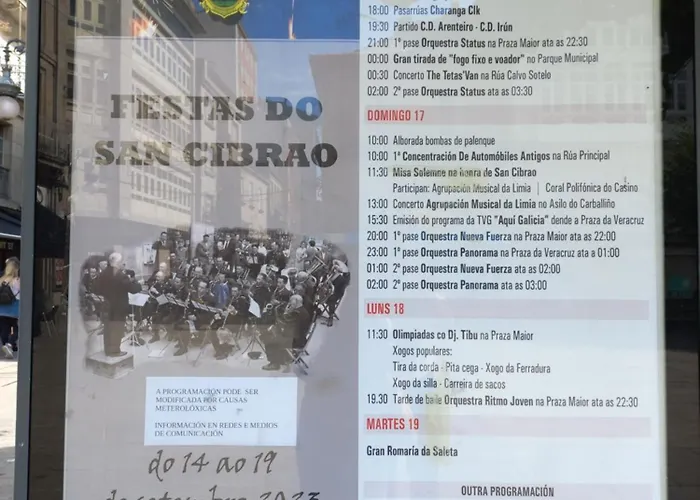 FESTAS DO
SAN CIBRAO
A PROGRAMACIÓN PODE SER
MODIFICADA POR CAUSAS
METEROLÓXICAS
INFORMACIÓN EN REDES E MEDIOS
DE COMUNICACIÓN
do 14 ao 19
de setembro 2023
18:00 Pasarrúas Charanga Clk
19:30 Partido C.D. Arenteiro - C.D. Irún
21:00 1º pase Orquestra Status na Praza Maior ata as 22:30
00:00 Gran tirada de "fogo fixo e voador" no Parque Municipal
00:30 Concerto The Tetas'Van na Rúa Calvo Sotelo
02:00 2º pase Orquestra Status ata as 03:30
DOMINGO 17
10:00 Alborada bombas de palenque
10:00 1ª Concentración De Automóbiles Antigos na Rúa Principal
11:30 Misa Solemne na honra de San Cibrao
Participan: Agrupación Musical da Limia | Coral Polifónica do Casino
13:00 Concerto Agrupación Musical da Limia no Asilo do Carballiño
15:30 Emisión do programa da TVG "Aquí Galicia" dende a Praza da Veracruz
20:00 1º pase Orquestra Nueva Fuerza na Praza Maior ata as 22:00
23:00 1º pase Orquestra Panorama na Praza da Veracruz ata a 01:00
01:00 2º pase Orquestra Nueva Fuerza ata as 02:00
02:00 2º pase Orquestra Panorama ata as 03:00
LUNS 18
11:30 Olimpiadas co Dj. Tibu na Praza Maior
Xogos populares:
Tira da corda - Pita cega - Xogo da Ferradura
Xogo da silla - Carreira de sacos
19.30 Tarde de baile Orquestra Ritmo Joven na Praza Maior ata as 22:30
MARTES 19
Gran Romaría da Saleta
OUTRA PROGRAMACIÓN